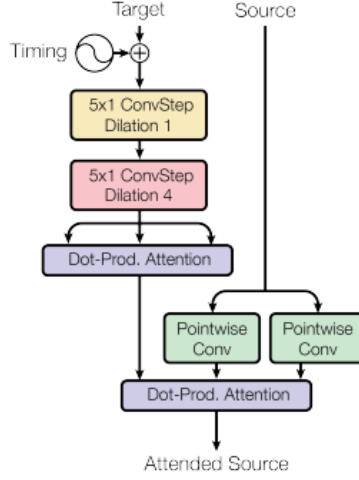 Target
Source
Timing
5x1 ConvStep
Dilation 1
5x1 ConvStep
Dilation 4
Dot-Prod. Attention
Pointwise
Conv
Pointwise
Conv
Dot-Prod. Attention
Attended Source